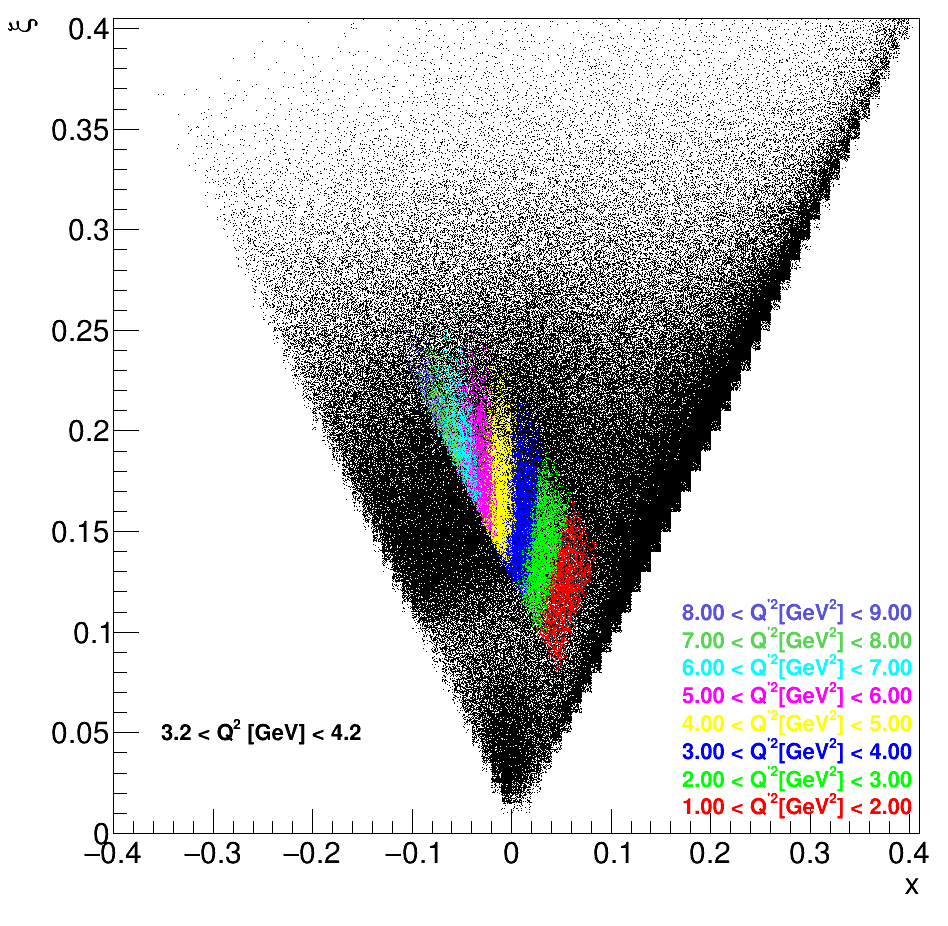 ξ
0.4
0.35
0.3
0.25
0.2
0.15
0.1
0.05
0
8.00 < Q'²[GeV²] < 9.00
7.00 < Q'²[GeV²] < 8.00
6.00 < Q'²[GeV²] < 7.00
5.00 < Q'²[GeV²] < 6.00
4.00 < Q'²[GeV²] < 5.00
3.00 < Q'²[GeV²] < 4.00
2.00 < Q'²[GeV²] < 3.00
1.00 < Q'²[GeV²] < 2.00
3.2 < Q² [GeV] < 4.2
−0.4 −0.3 −0.2 −0.1 0 0.1 0.2 0.3 0.4
x